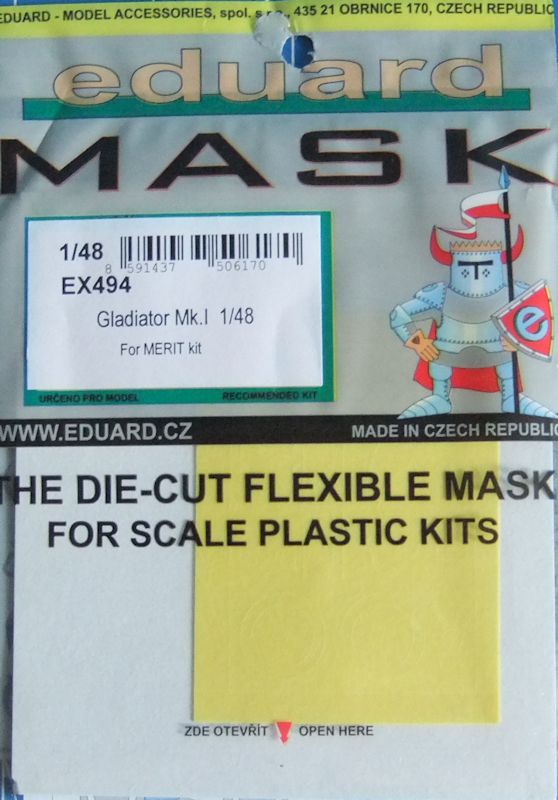 EDUARD - MODEL ACCESSORIES, spol. s r.o., 435 21 OBRNICE 170, CZECH REPUBLIC
eduard
MASK
1/48
8 591437 506170
EX494
Gladiator Mk.I 1/48
For MERIT kit
URČENO PRO MODEL RECOMMENDED KIT
e
WWW.EDUARD.CZ MADE IN CZECH REPUBLIC
THE DIE-CUT FLEXIBLE MASK
FOR SCALE PLASTIC KITS
ZDE OTEVŘÍT OPEN HERE